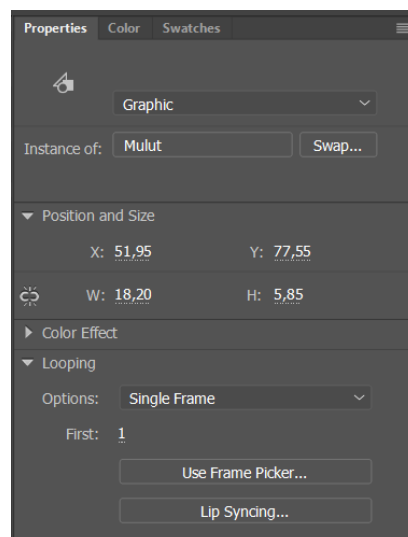 Properties Color Swatches
Graphic
Instance of: Mulut Swap...
Position and Size
X: 51,95 Y: 77,55
W: 18,20 H: 5,85
Color Effect
Looping
Options: Single Frame
First: 1
Use Frame Picker...
Lip Syncing...